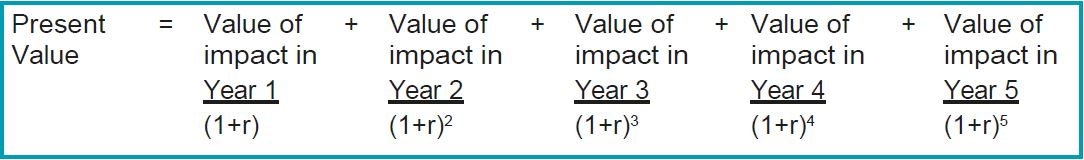 Present = Value of + Value of + Value of + Value of + Value of
Value impact in impact in impact in impact in impact in
Year 1 Year 2 Year 3 Year 4 Year 5
(1+r) (1+r)² (1+r)³ (1+r)⁴ (1+r)⁵